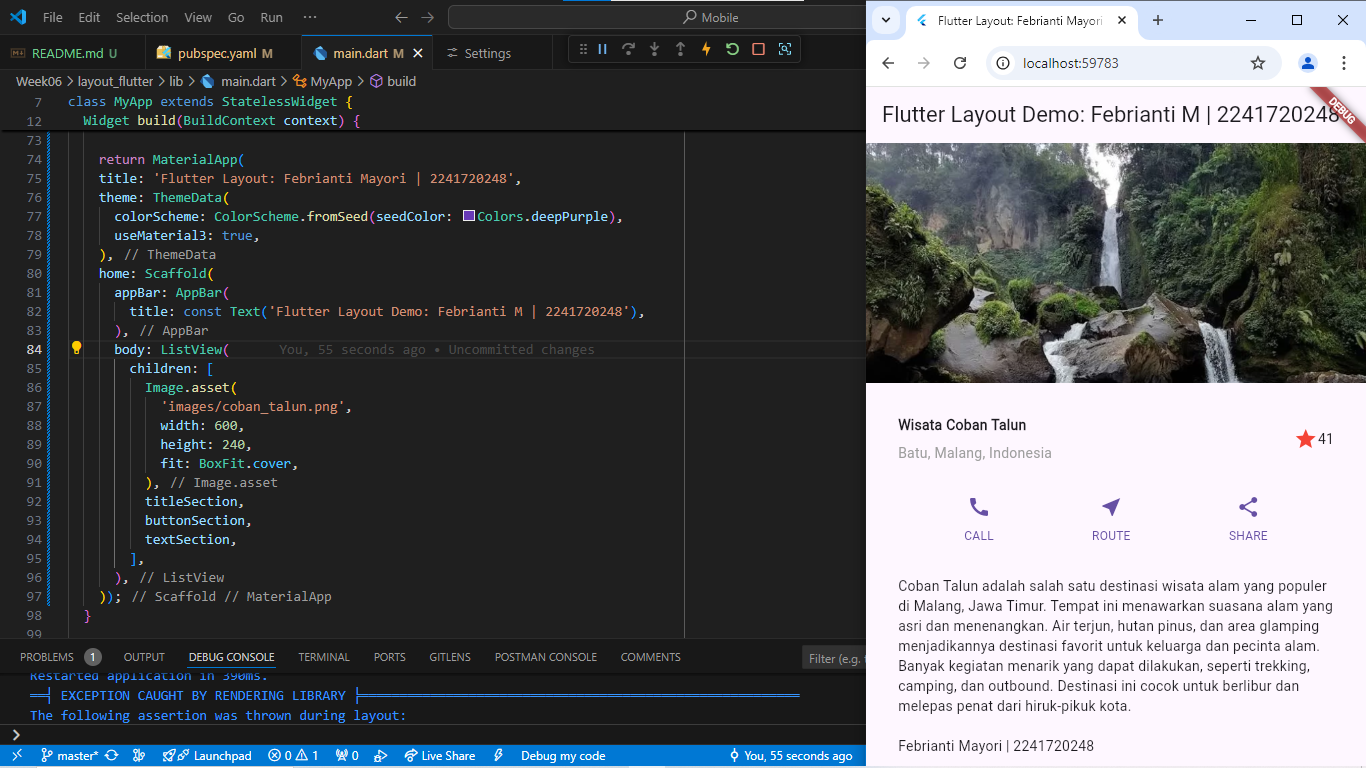 File Edit Selection View Go Run ··· Mobile
README.md U pubspec.yaml M main.dart M Settings
Week06 > layout_flutter > lib > main.dart > MyApp > build
7 class MyApp extends StatelessWidget {
12 Widget build(BuildContext context) {
73
74 return MaterialApp(
75 title: 'Flutter Layout: Febrianti Mayori | 2241720248',
76 theme: ThemeData(
77 colorScheme: ColorScheme.fromSeed(seedColor: Colors.deepPurple),
78 useMaterial3: true,
79 ), // ThemeData
80 home: Scaffold(
81 appBar: AppBar(
82 title: const Text('Flutter Layout Demo: Febrianti M | 2241720248'),
83 ), // AppBar
84 body: ListView( You, 55 seconds ago • Uncommitted changes
85 children: [
86 Image.asset(
87 'images/coban_talun.png',
88 width: 600,
89 height: 240,
90 fit: BoxFit.cover,
91 ), // Image.asset
92 titleSection,
93 buttonSection,
94 textSection,
95 ],
96 ), // ListView
97 )); // Scaffold // MaterialApp
98 }
99
PROBLEMS 1 OUTPUT DEBUG CONSOLE TERMINAL PORTS GITLENS POSTMAN CONSOLE COMMENTS Filter (e.g. t
Restarted application in 390ms.
══╡ EXCEPTION CAUGHT BY RENDERING LIBRARY ╞══
The following assertion was thrown during layout:
master* Launchpad 0 1 0 Live Share Debug my code You, 55 seconds ago
Flutter Layout: Febrianti Mayori
localhost:59783
Flutter Layout Demo: Febrianti M | 2241720248
DEBUG
Wisata Coban Talun
Batu, Malang, Indonesia
41
CALL ROUTE SHARE
Coban Talun adalah salah satu destinasi wisata alam yang populer
di Malang, Jawa Timur. Tempat ini menawarkan suasana alam yang
asri dan menenangkan. Air terjun, hutan pinus, dan area glamping
menjadikannya destinasi favorit untuk keluarga dan pecinta alam.
Banyak kegiatan menarik yang dapat dilakukan, seperti trekking,
camping, dan outbound. Destinasi ini cocok untuk berlibur dan
melepas penat dari hiruk-pikuk kota.
Febrianti Mayori | 2241720248